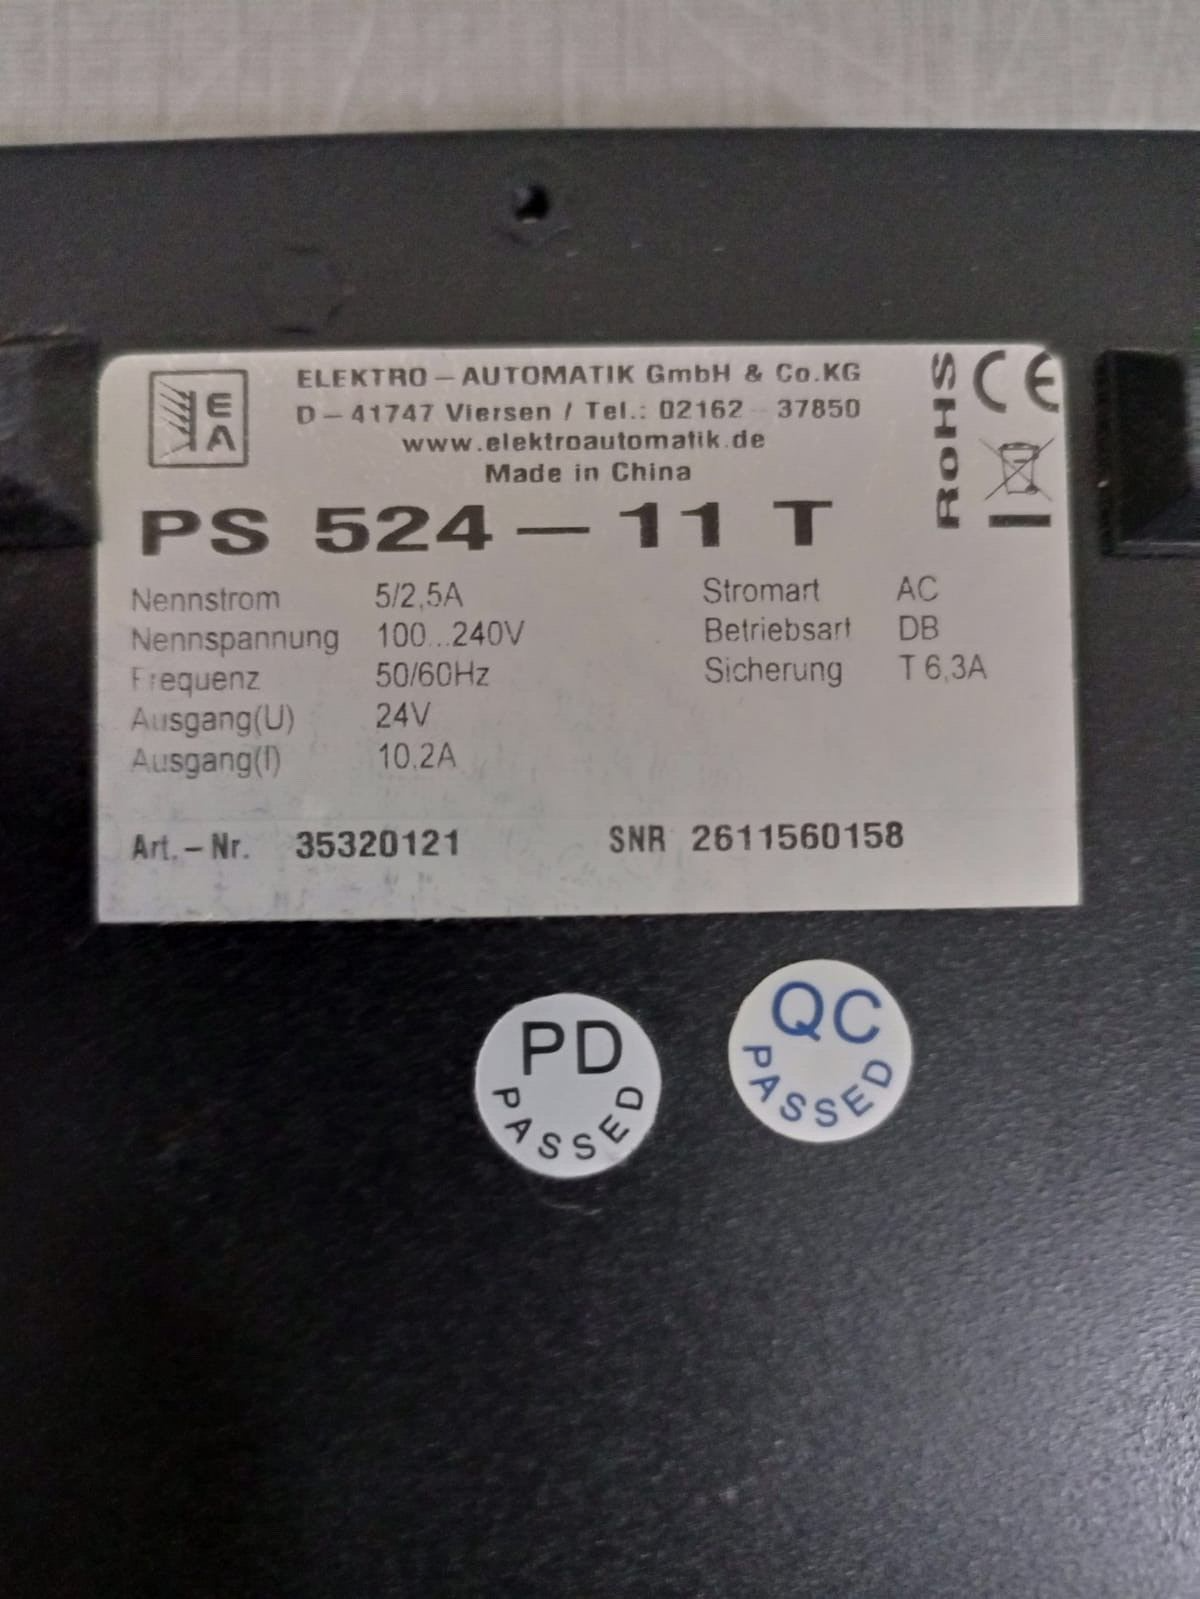 EA
ELEKTRO – AUTOMATIK GmbH & Co.KG
D – 41747 Viersen / Tel.: 02162 – 37850
www.elektroautomatik.de
Made in China
RoHS
CE
PS 524 – 11 T
Nennstrom 5/2,5A Stromart AC
Nennspannung 100...240V Betriebsart DB
Frequenz 50/60Hz Sicherung T 6,3A
Ausgang(U) 24V
Ausgang(I) 10,2A
Art.–Nr. 35320121 SNR 2611560158
PD
PASSED
QC
PASSED